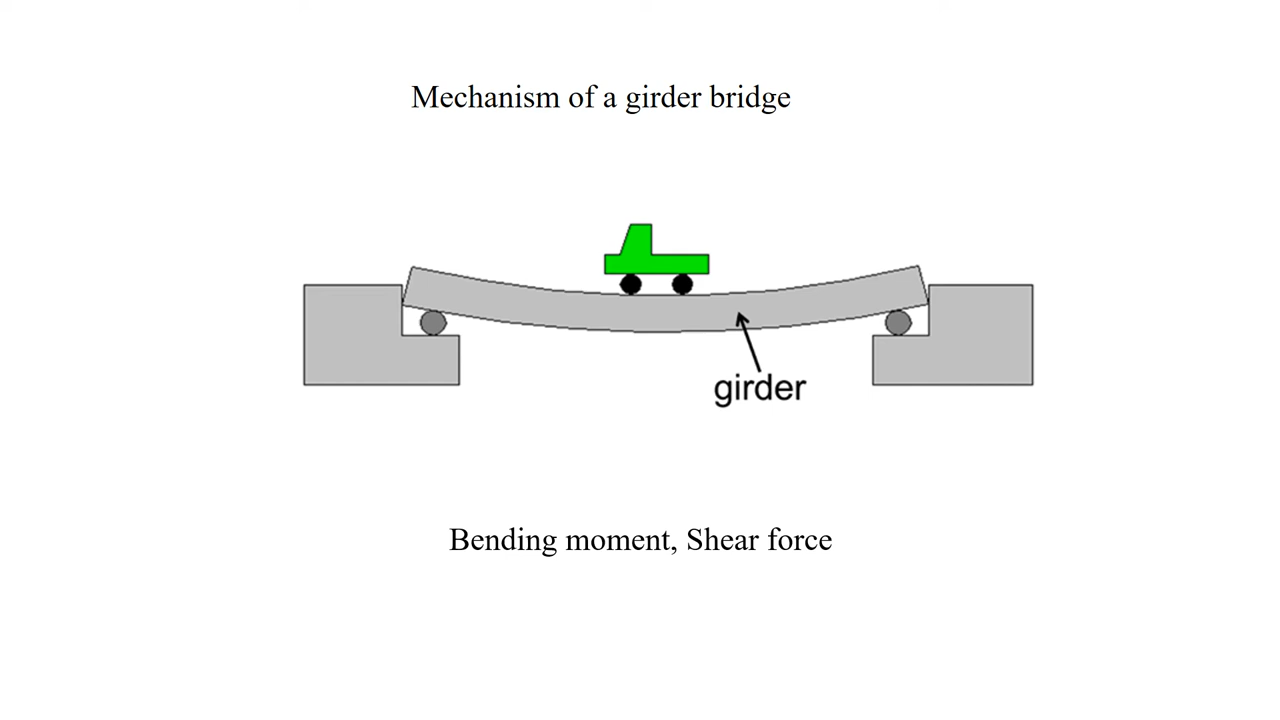 Mechanism of a girder bridge
girder
Bending moment, Shear force